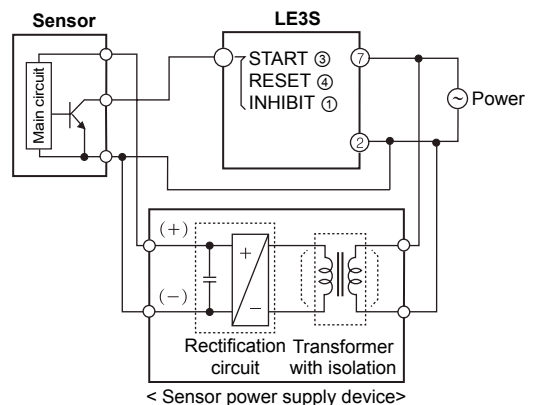 Sensor
LE3S
Main circuit
START ③
RESET ④
INHIBIT ①
⑦
②
~
Power
(+)
(−)
+
−
Rectification
circuit
Transformer
with isolation
< Sensor power supply device>